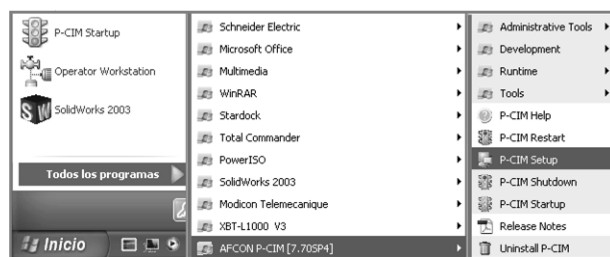 P-CIM Startup
Operator Workstation
SolidWorks 2003
Todos los programas
Inicio
Schneider Electric
Microsoft Office
Multimedia
WinRAR
Stardock
Total Commander
PowerISO
SolidWorks 2003
Modicon Telemecanique
XBT-L1000 V3
AFCON P-CIM [7.70SP4]
Administrative Tools
Development
Runtime
Tools
P-CIM Help
P-CIM Restart
P-CIM Setup
P-CIM Shutdown
P-CIM Startup
Release Notes
Uninstall P-CIM